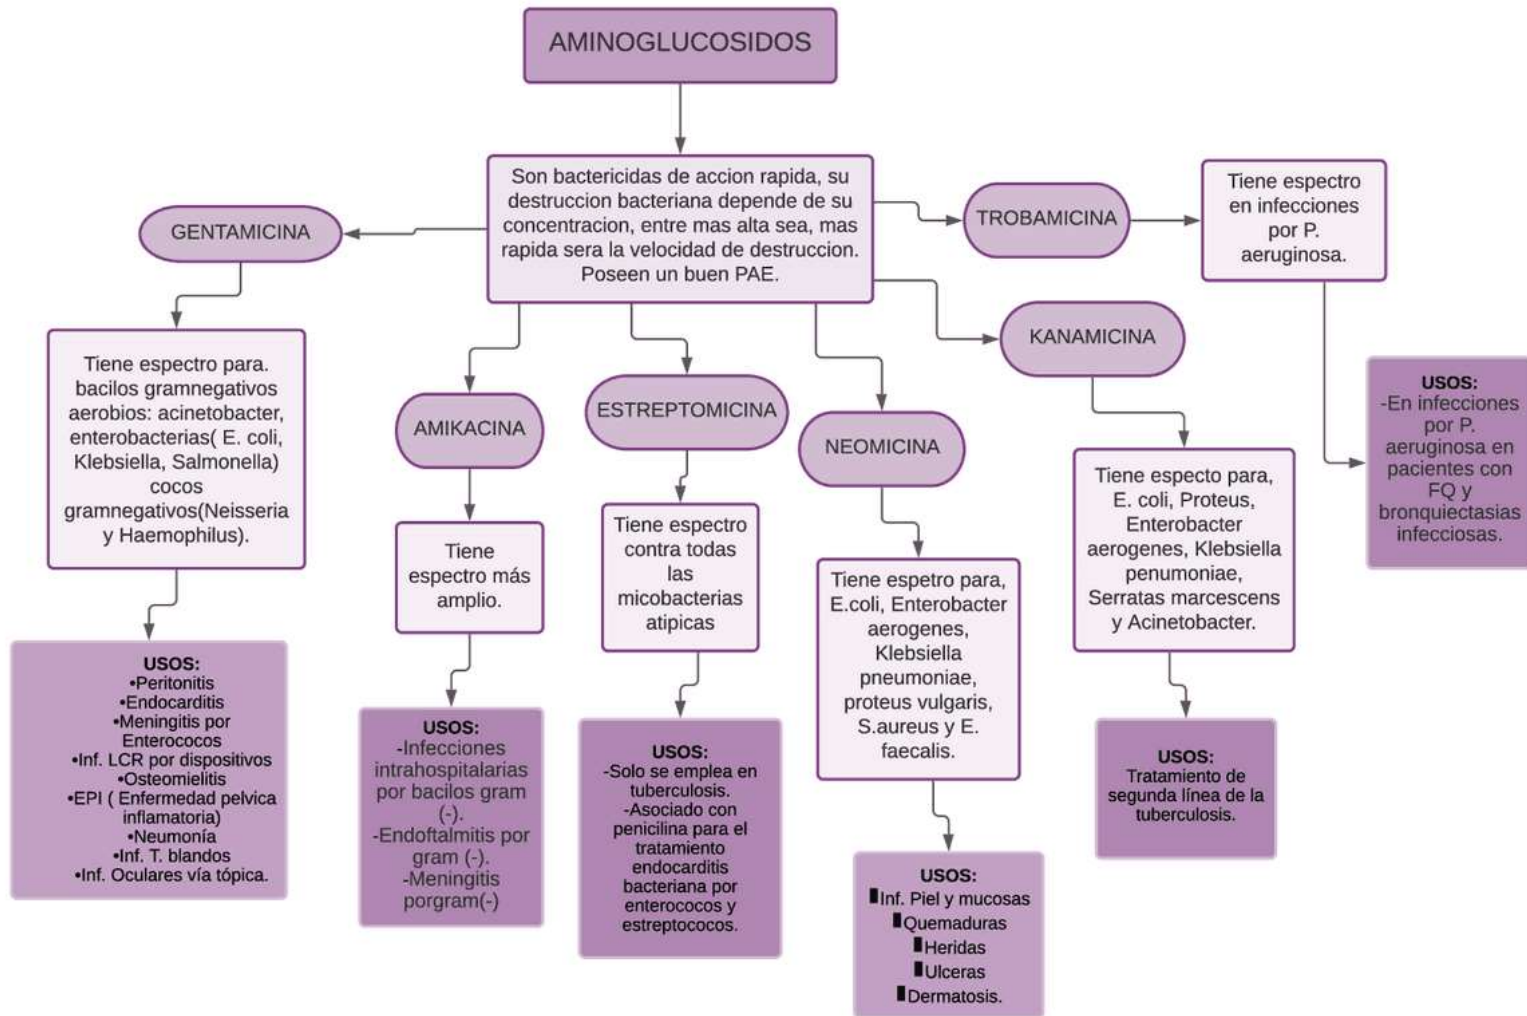 AMINOGLUCOSIDOS
Son bactericidas de accion rapida, su
destruccion bacteriana depende de su
concentracion, entre mas alta sea, mas
rapida sera la velocidad de destruccion.
Poseen un buen PAE.
GENTAMICINA
Tiene espectro para.
bacilos gramnegativos
aerobios: acinetobacter,
enterobacterias( E. coli,
Klebsiella, Salmonella)
cocos
gramnegativos(Neisseria
y Haemophilus).
USOS:
•Peritonitis
•Endocarditis
•Meningitis por
Enterococos
•Inf. LCR por dispositivos
•Osteomielitis
•EPI ( Enfermedad pelvica
inflamatoria)
•Neumonía
•Inf. T. blandos
•Inf. Oculares vía tópica.
AMIKACINA
Tiene
espectro más
amplio.
USOS:
-Infecciones
intrahospitalarias
por bacilos gram
(-).
-Endoftalmitis por
gram (-).
-Meningitis
porgram(-)
ESTREPTOMICINA
Tiene espectro
contra todas
las
micobacterias
atipicas
USOS:
-Solo se emplea en
tuberculosis.
-Asociado con
penicilina para el
tratamiento
endocarditis
bacteriana por
enterococos y
estreptococos.
NEOMICINA
Tiene espetro para,
E.coli, Enterobacter
aerogenes,
Klebsiella
pneumoniae,
proteus vulgaris,
S.aureus y E.
faecalis.
USOS:
▮Inf. Piel y mucosas
▮Quemaduras
▮Heridas
▮Ulceras
▮Dermatosis.
KANAMICINA
Tiene especto para,
E. coli, Proteus,
Enterobacter
aerogenes, Klebsiella
penumoniae,
Serratas marcescens
y Acinetobacter.
USOS:
Tratamiento de
segunda línea de la
tuberculosis.
TROBAMICINA
Tiene espectro
en infecciones
por P.
aeruginosa.
USOS:
-En infecciones
por P.
aeruginosa en
pacientes con
FQ y
bronquiectasias
infecciosas.